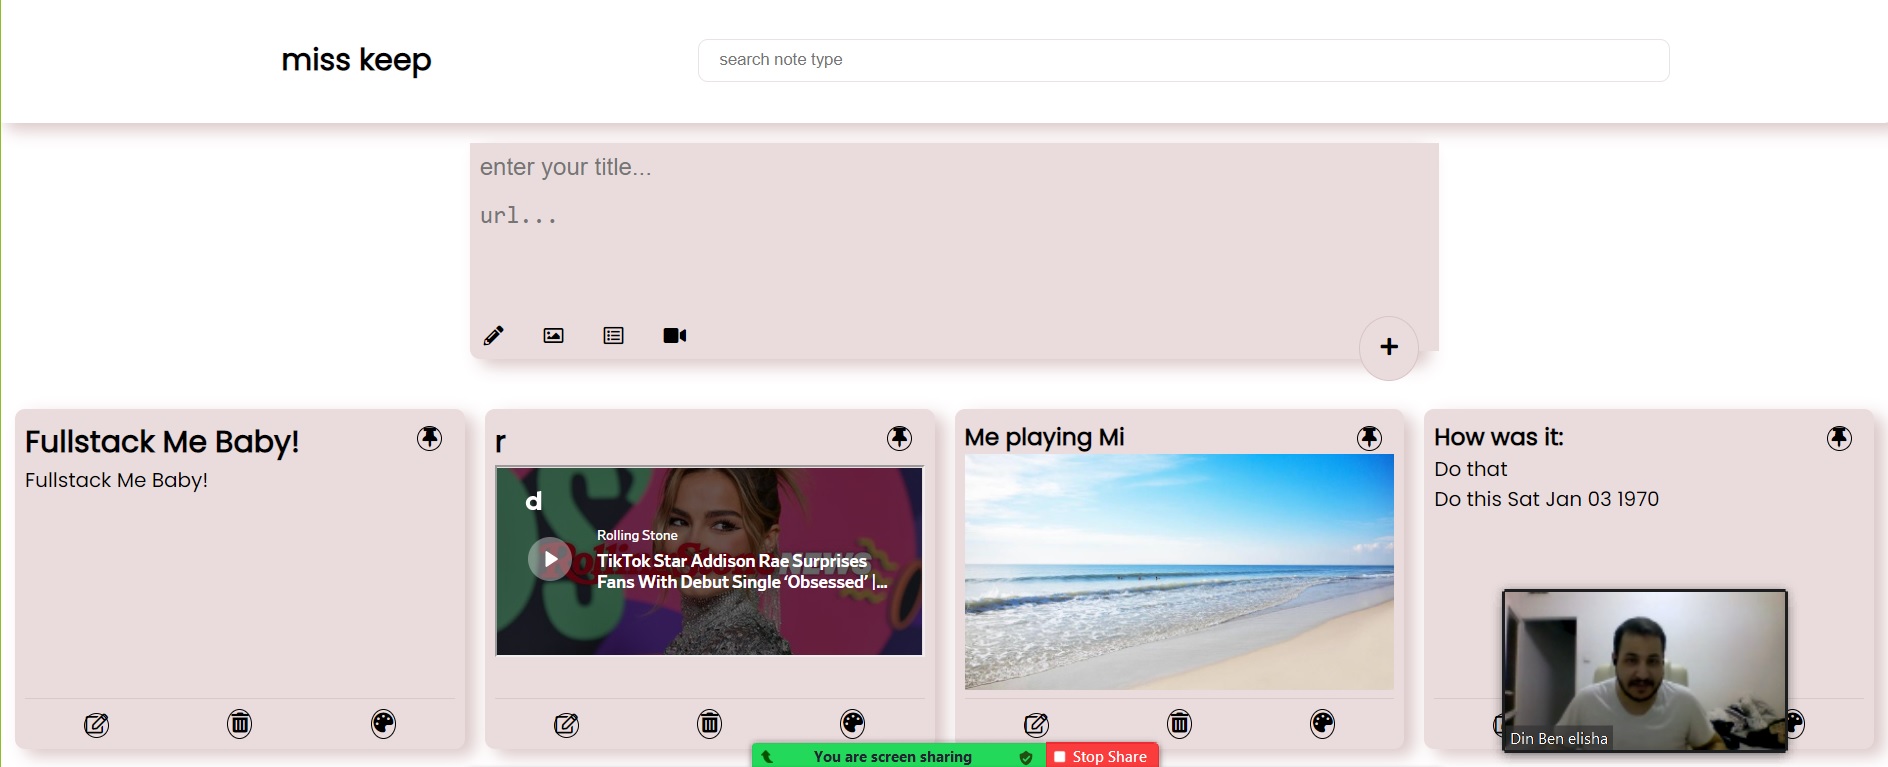 miss keep
search note type
enter your title...
url...
Fullstack Me Baby!
Fullstack Me Baby!
r
d
Rolling Stone
TikTok Star Addison Rae Surprises
Fans With Debut Single ‘Obsessed’ |...
Me playing Mi
How was it:
Do that
Do this Sat Jan 03 1970
Din Ben elisha
You are screen sharing
Stop Share